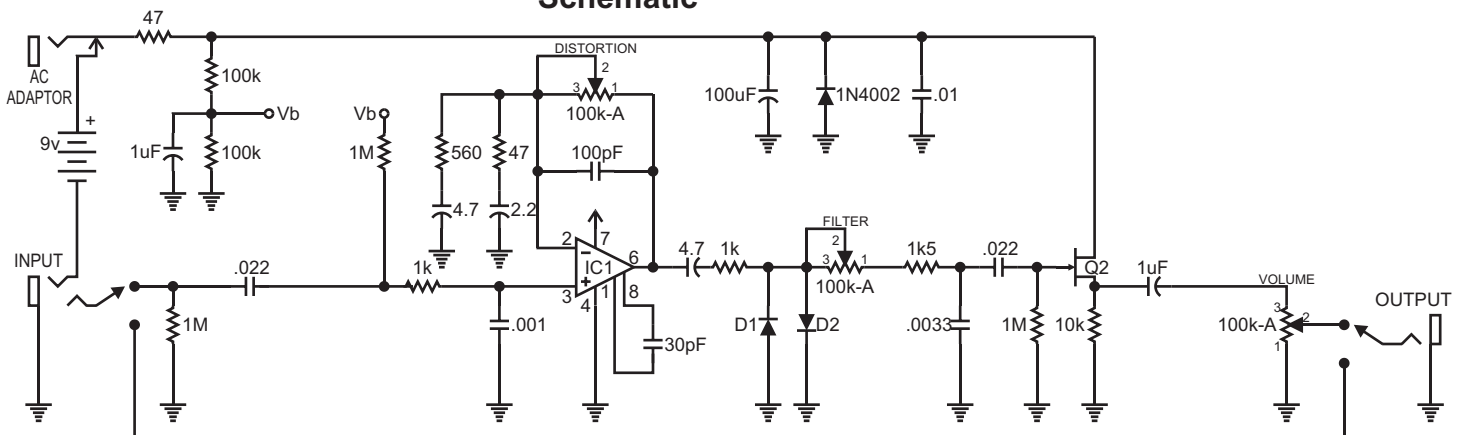 Schematic
47
AC
ADAPTOR
100k
Vb
100k
1uF
+
9v
Vb
1M
560
47
4.7
2.2
DISTORTION
2
3
1
100k-A
100pF
100uF
1N4002
.01
INPUT
1M
.022
1k
.001
2
7
-
IC1
6
+
3
4
1
8
30pF
4.7
1k
D1
D2
FILTER
2
3
1
100k-A
1k5
.0033
.022
1M
Q2
10k
1uF
VOLUME
3
100k-A
2
1
OUTPUT